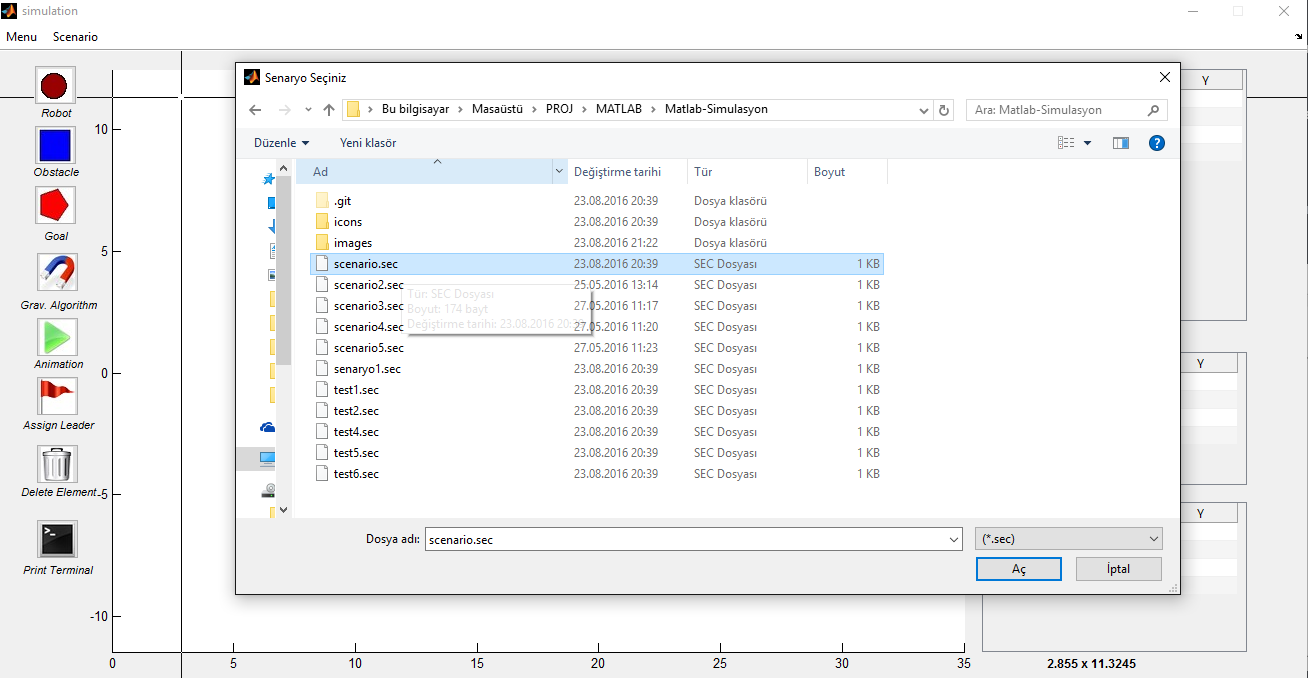 simulation
Menu Scenario
Robot
Obstacle
Goal
Grav. Algorithm
Animation
Assign Leader
Delete Element
Print Terminal
10
5
0
-5
-10
0 5 10 15 20 25 30 35
Senaryo Seçiniz
Bu bilgisayar Masaüstü PROJ MATLAB Matlab-Simulasyon
Ara: Matlab-Simulasyon
Düzenle Yeni klasör
Ad Değiştirme tarihi Tür Boyut
.git 23.08.2016 20:39 Dosya klasörü
icons 23.08.2016 20:39 Dosya klasörü
images 23.08.2016 21:22 Dosya klasörü
scenario.sec 23.08.2016 20:39 SEC Dosyası 1 KB
scenario2.sec 25.05.2016 13:14 SEC Dosyası 1 KB
scenario3.sec 27.05.2016 11:17 SEC Dosyası 1 KB
scenario4.sec 27.05.2016 11:20 SEC Dosyası 1 KB
scenario5.sec 27.05.2016 11:23 SEC Dosyası 1 KB
senaryo1.sec 23.08.2016 20:39 SEC Dosyası 1 KB
test1.sec 23.08.2016 20:39 SEC Dosyası 1 KB
test2.sec 23.08.2016 20:39 SEC Dosyası 1 KB
test4.sec 23.08.2016 20:39 SEC Dosyası 1 KB
test5.sec 23.08.2016 20:39 SEC Dosyası 1 KB
test6.sec 23.08.2016 20:39 SEC Dosyası 1 KB
Tür: SEC Dosyası
Boyut: 174 bayt
Değiştirme tarihi: 23.08.2016
Dosya adı: scenario.sec (*.sec)
Aç İptal
Y
Y
Y
2.855 x 11.3245